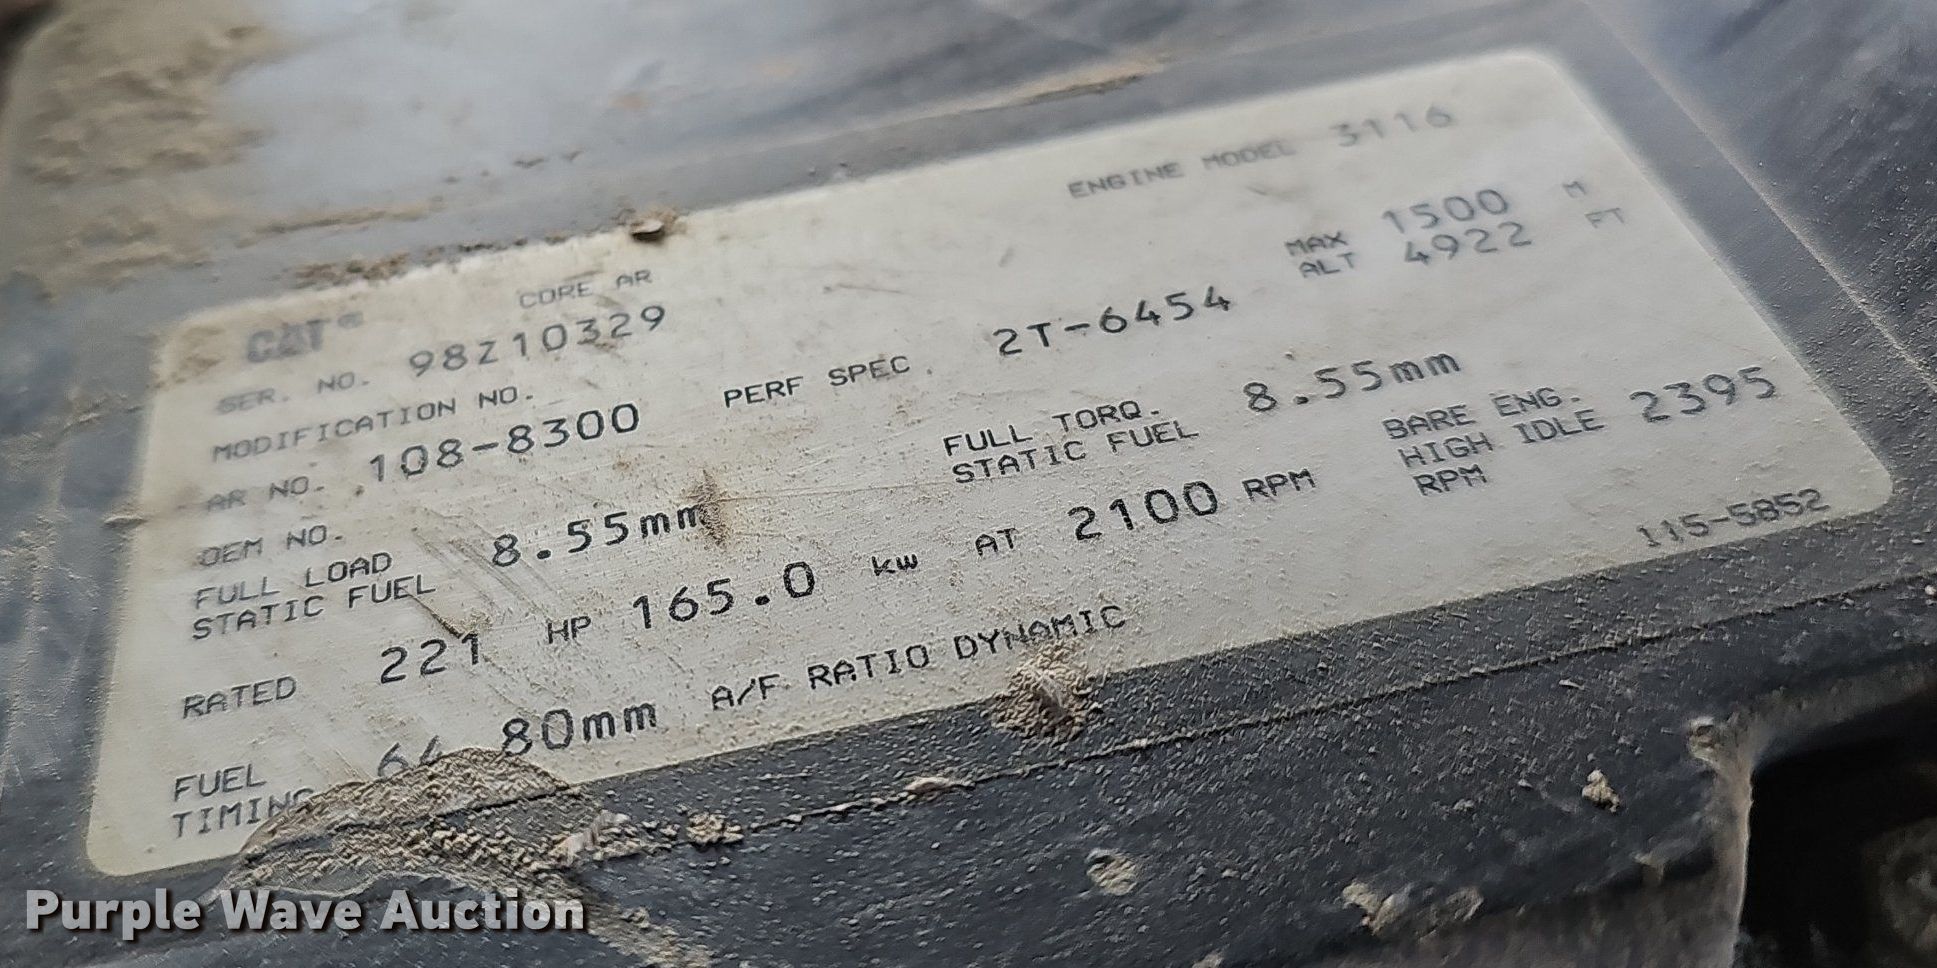 ENGINE MODEL 3116
CAT®
CORE AR
MAX ALT 1500 M
4922 FT
SER. NO. 98Z10329
MODIFICATION NO.
PERF SPEC. 2T-6454
AR NO. 108-8300
OEM NO.
FULL LOAD
STATIC FUEL 8.55mm
FULL TORQ.
STATIC FUEL 8.55mm
BARE ENG.
HIGH IDLE 2395
RPM
RATED 221 HP 165.0 kw AT 2100 RPM
115-5852
FUEL
TIMING 80mm A/F RATIO DYNAMIC
Purple Wave Auction